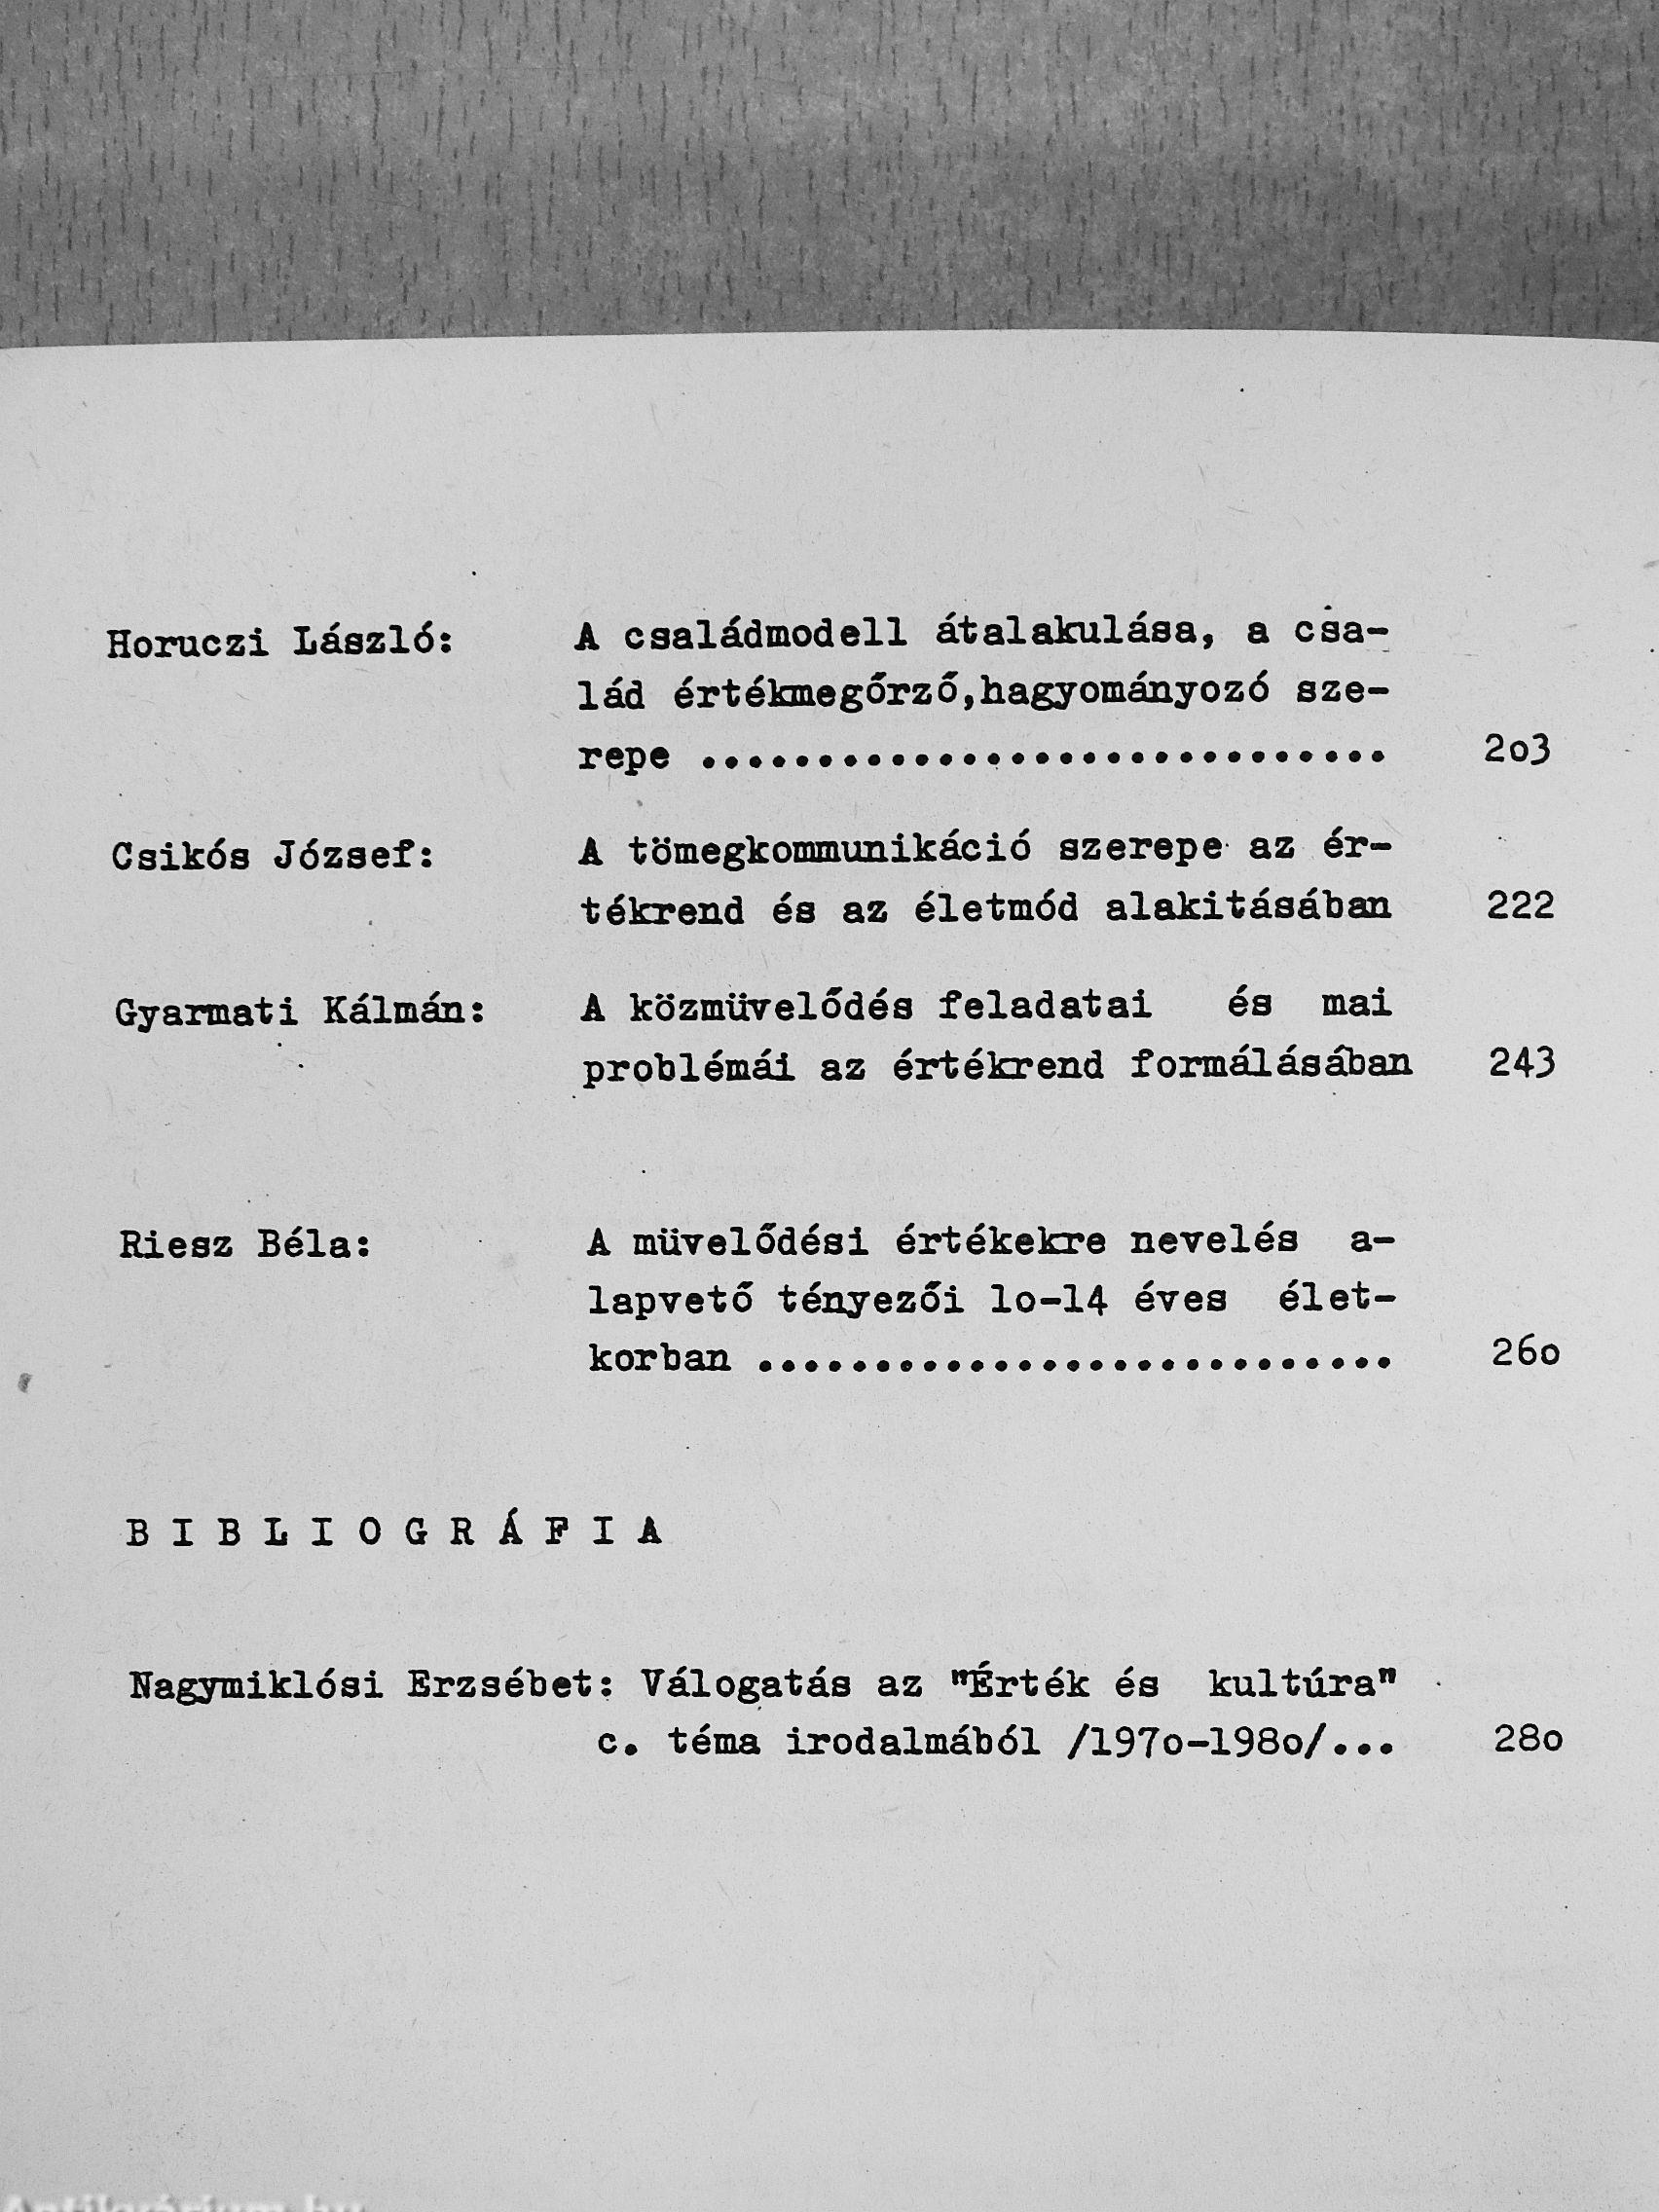 Horuczi László: A családmodell átalakulása, a csa-
lád értékmegőrző,hagyományozó sze-
repe ............................. 2o3
Csikós József: A tömegkommunikáció szerepe az ér-
tékrend és az életmód alakitásában 222
Gyarmati Kálmán: A közmüvelődés feladatai és mai
problémái az értékrend formálásában 243
Riesz Béla: A müvelődési értékekre nevelés a-
lapvető tényezői lo-14 éves élet-
korban ........................... 26o
BIBLIOGRÁFIA
Nagymiklósi Erzsébet: Válogatás az "Érték és kultúra"
c. téma irodalmából /197o-198o/... 28o